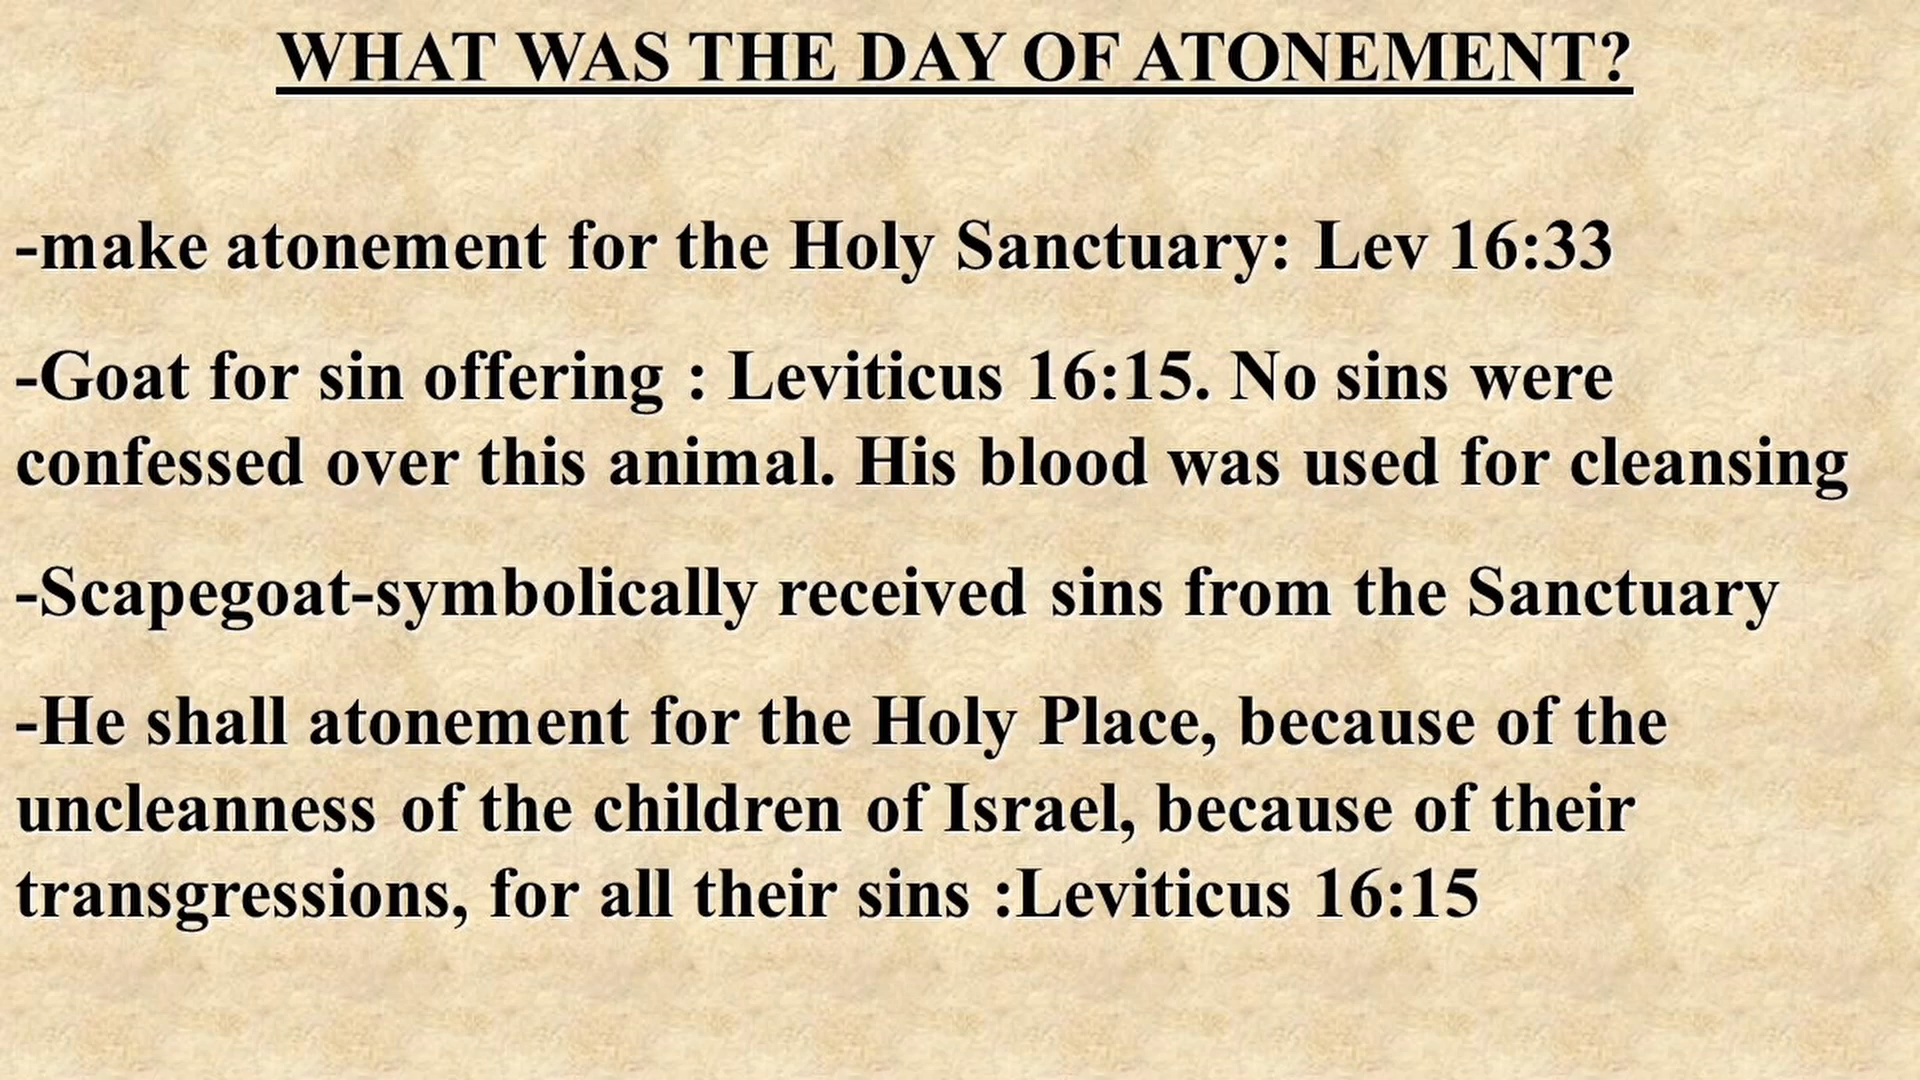 WHAT WAS THE DAY OF ATONEMENT?
-make atonement for the Holy Sanctuary: Lev 16:33
-Goat for sin offering : Leviticus 16:15. No sins were
confessed over this animal. His blood was used for cleansing
-Scapegoat-symbolically received sins from the Sanctuary
-He shall atonement for the Holy Place, because of the
uncleanness of the children of Israel, because of their
transgressions, for all their sins :Leviticus 16:15